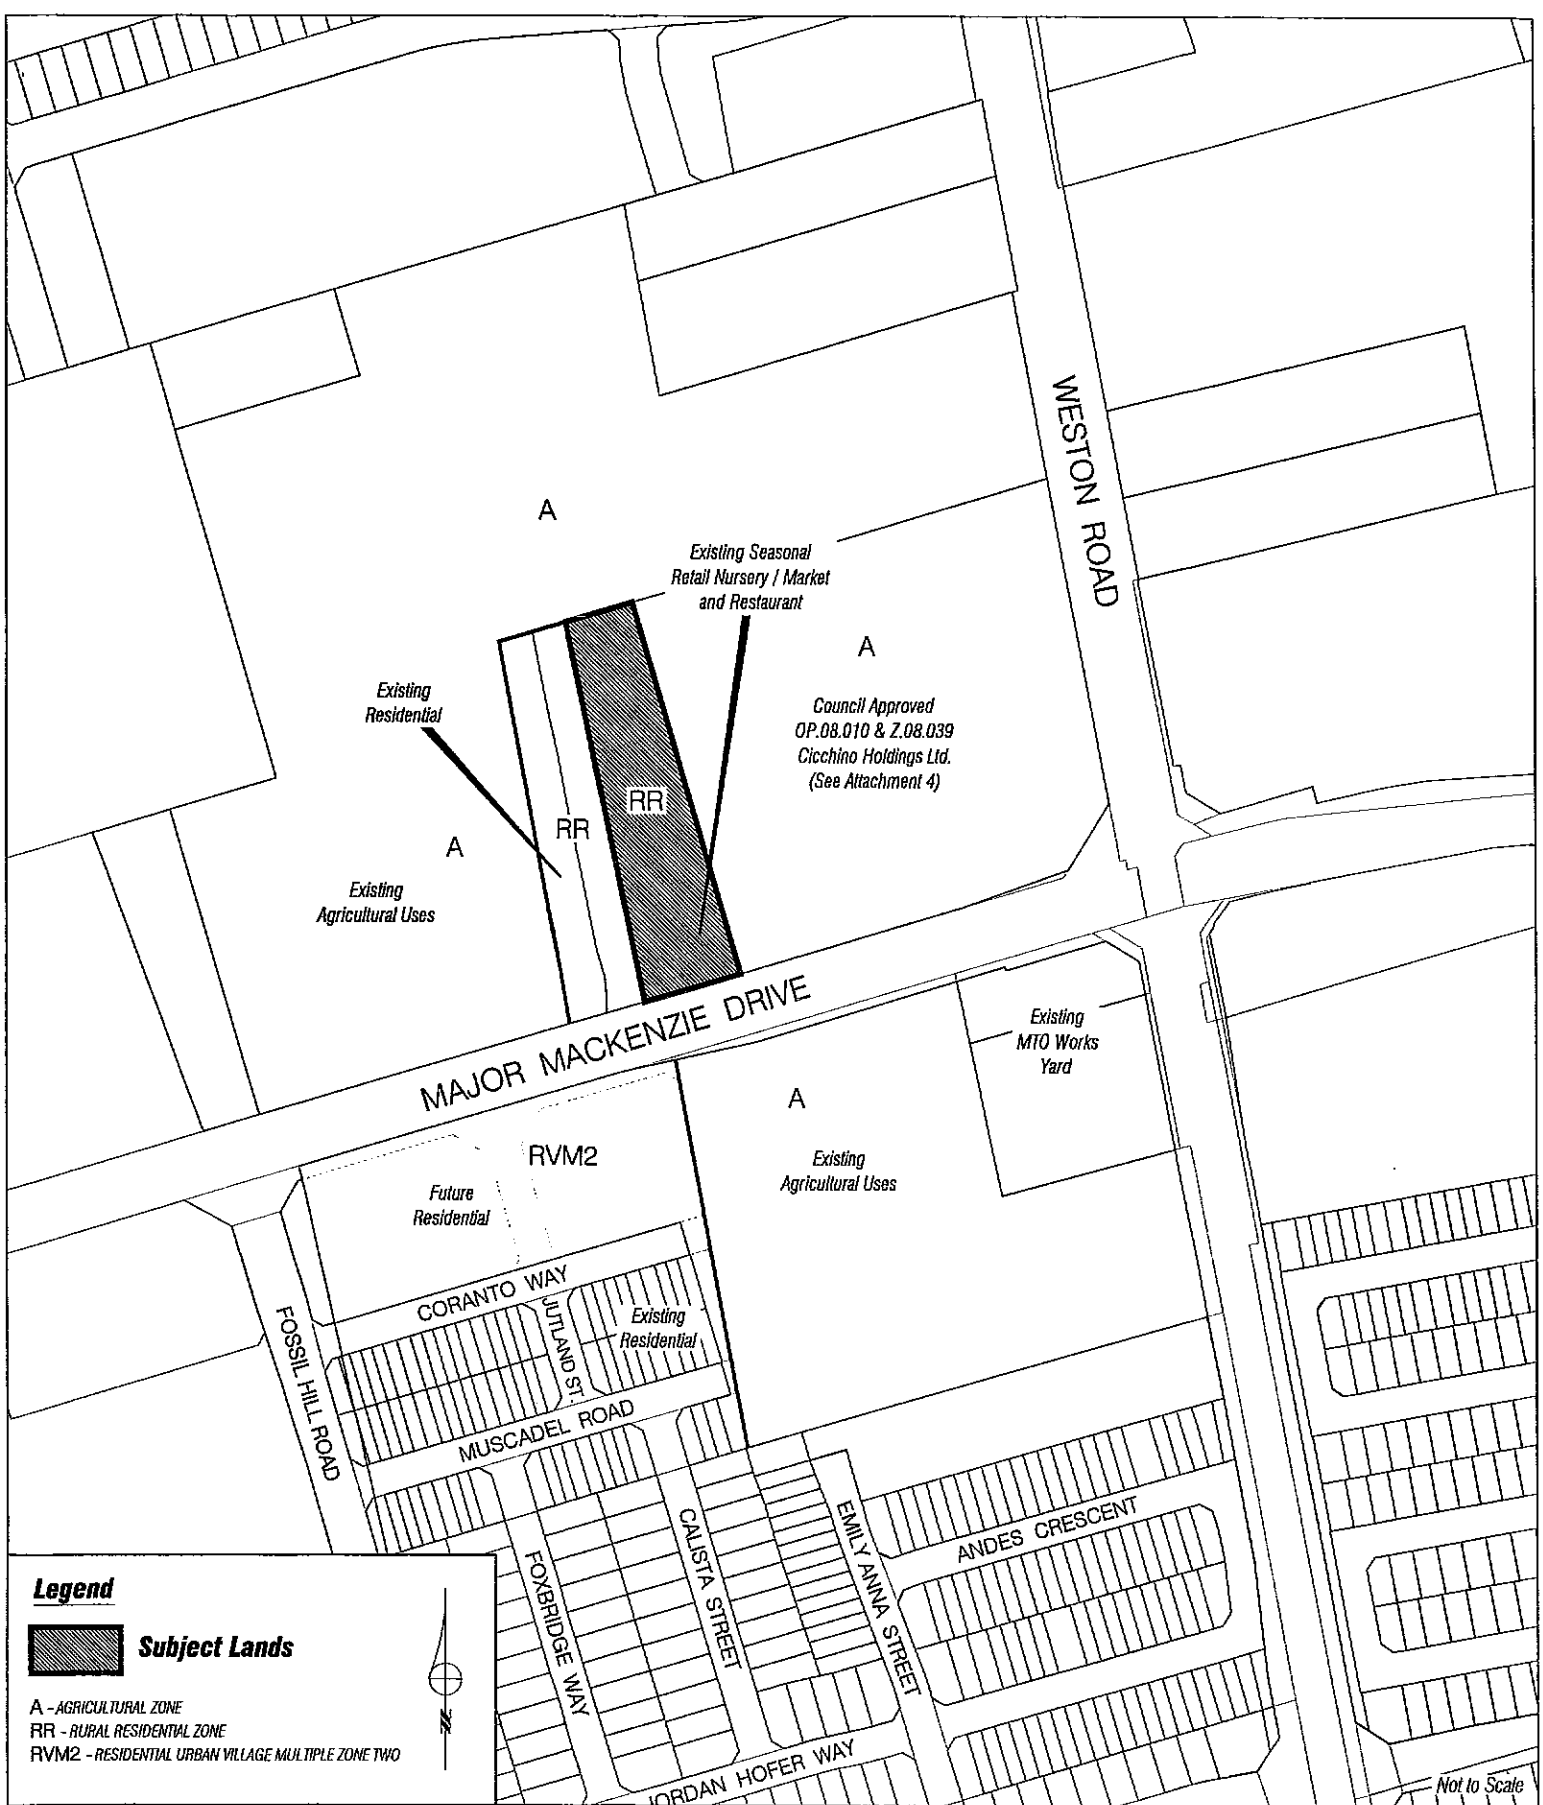 WESTON ROAD
A
Existing Seasonal
Retail Nursery / Market
and Restaurant
A
Existing
Residential
Council Approved
OP.08.010 & Z.08.039
Cicchino Holdings Ltd.
(See Attachment 4)
RR
RR
A
Existing
Agricultural Uses
MAJOR MACKENZIE DRIVE
Existing
MTO Works
Yard
A
RVM2
Existing
Agricultural Uses
Future
Residential
CORANTO WAY
JUTLAND ST.
Existing
Residential
FOSSIL HILL ROAD
MUSCADEL ROAD
CALISTA STREET
EMILY ANNA STREET
ANDES CRESCENT
FOXBRIDGE WAY
JORDAN HOFER WAY
Legend
Subject Lands
A - AGRICULTURAL ZONE
RR - RURAL RESIDENTIAL ZONE
RVM2 - RESIDENTIAL URBAN VILLAGE MULTIPLE ZONE TWO
N
Not to Scale